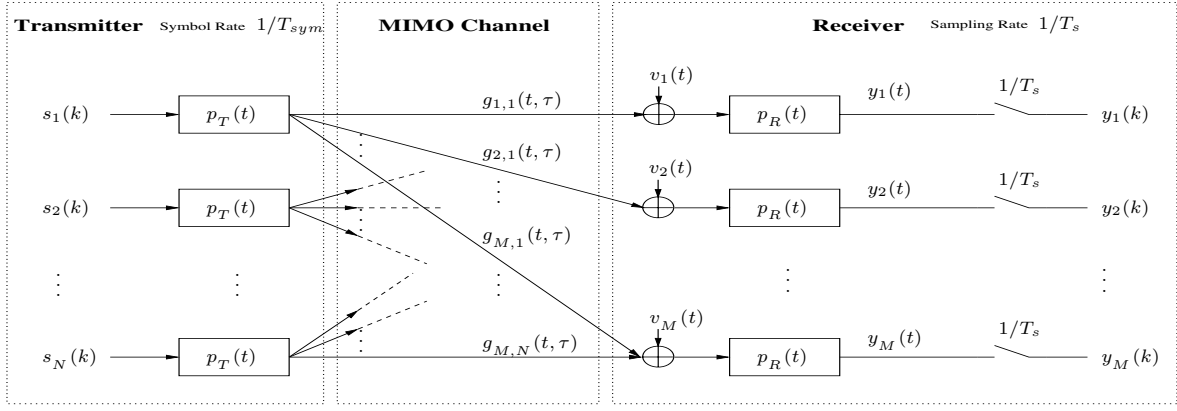 Transmitter Symbol Rate 1/T_sym
MIMO Channel
Receiver Sampling Rate 1/T_s
s_1(k)
p_T(t)
g_{1,1}(t, τ)
v_1(t)
p_R(t)
y_1(t)
1/T_s
y_1(k)
g_{2,1}(t, τ)
s_2(k)
p_T(t)
v_2(t)
p_R(t)
y_2(t)
1/T_s
y_2(k)
g_{M,1}(t, τ)
s_N(k)
p_T(t)
g_{M,N}(t, τ)
v_M(t)
p_R(t)
y_M(t)
1/T_s
y_M(k)